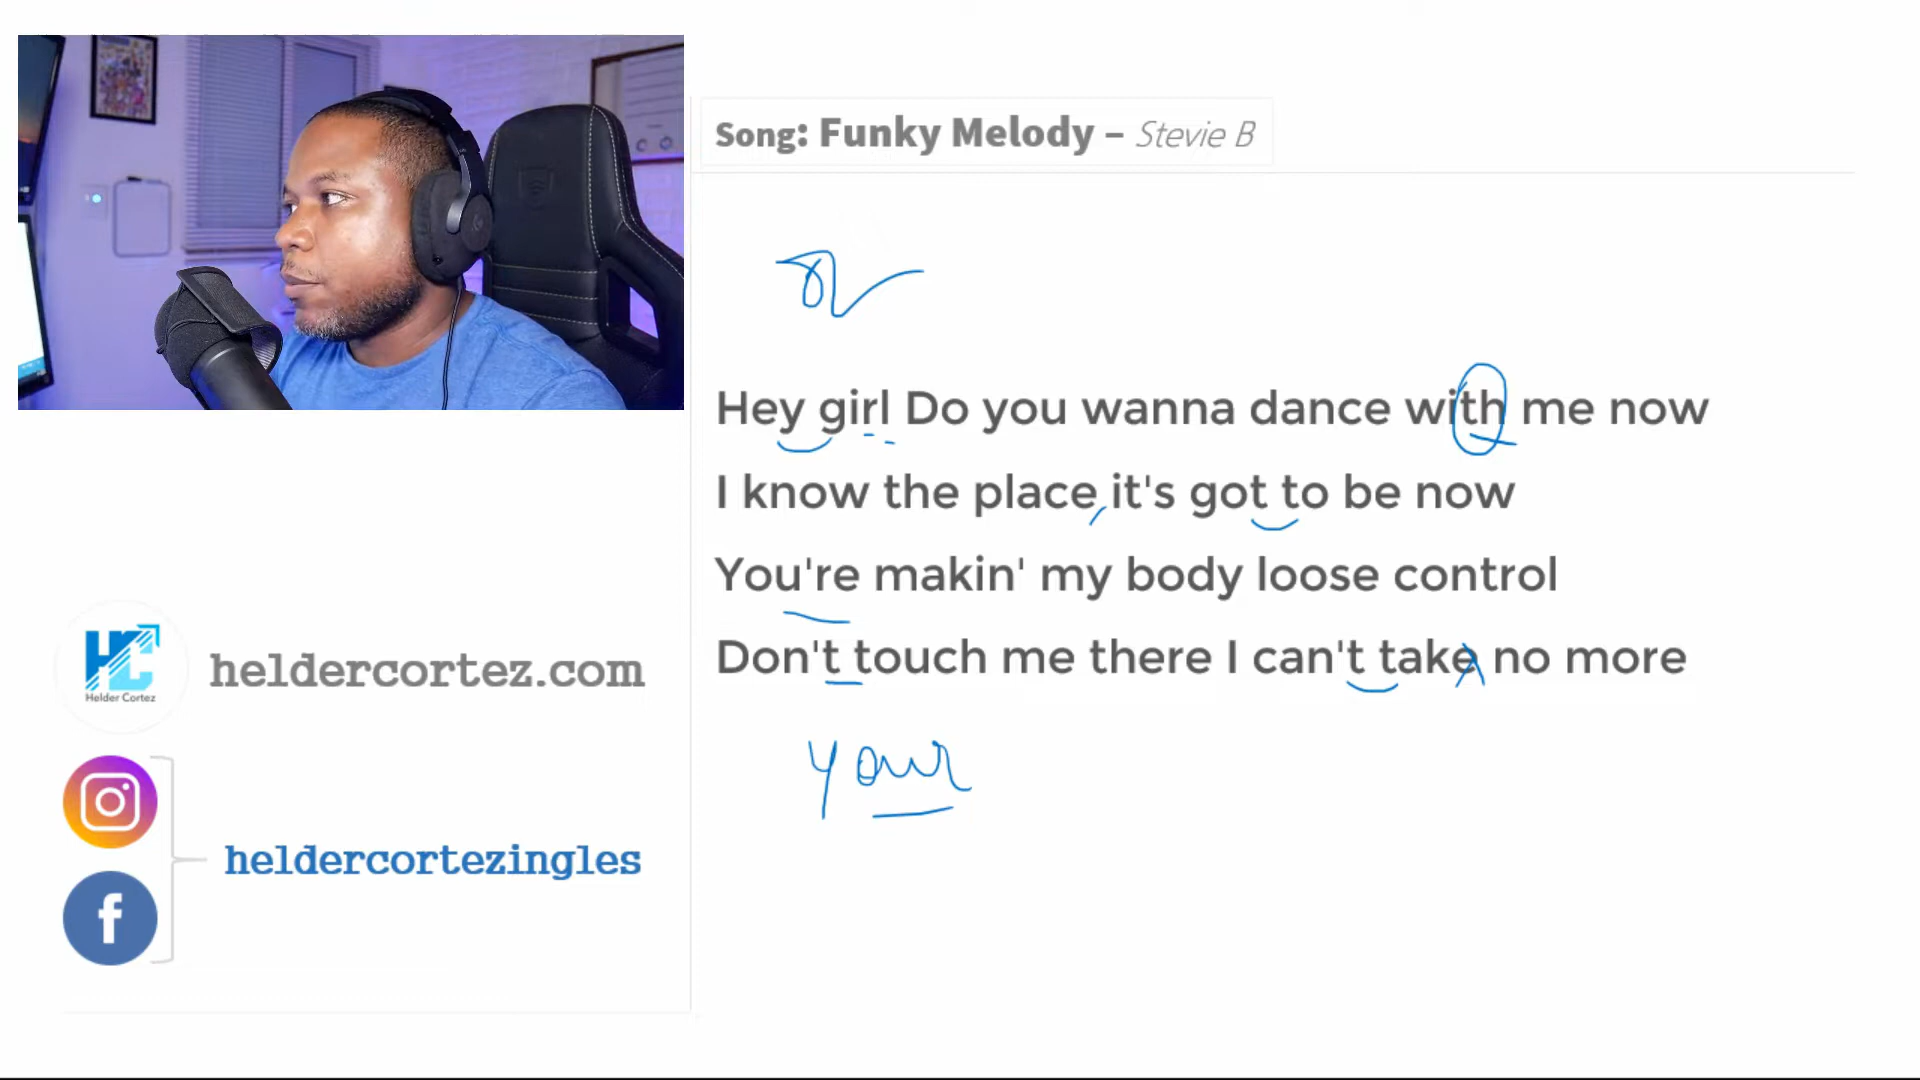 Song: Funky Melody – Stevie B
Hey girl Do you wanna dance with me now
I know the place, it's got to be now
You're makin' my body loose control
Don't touch me there I can't take no more
your
Helder Cortez
heldercortez.com
heldercortezingles